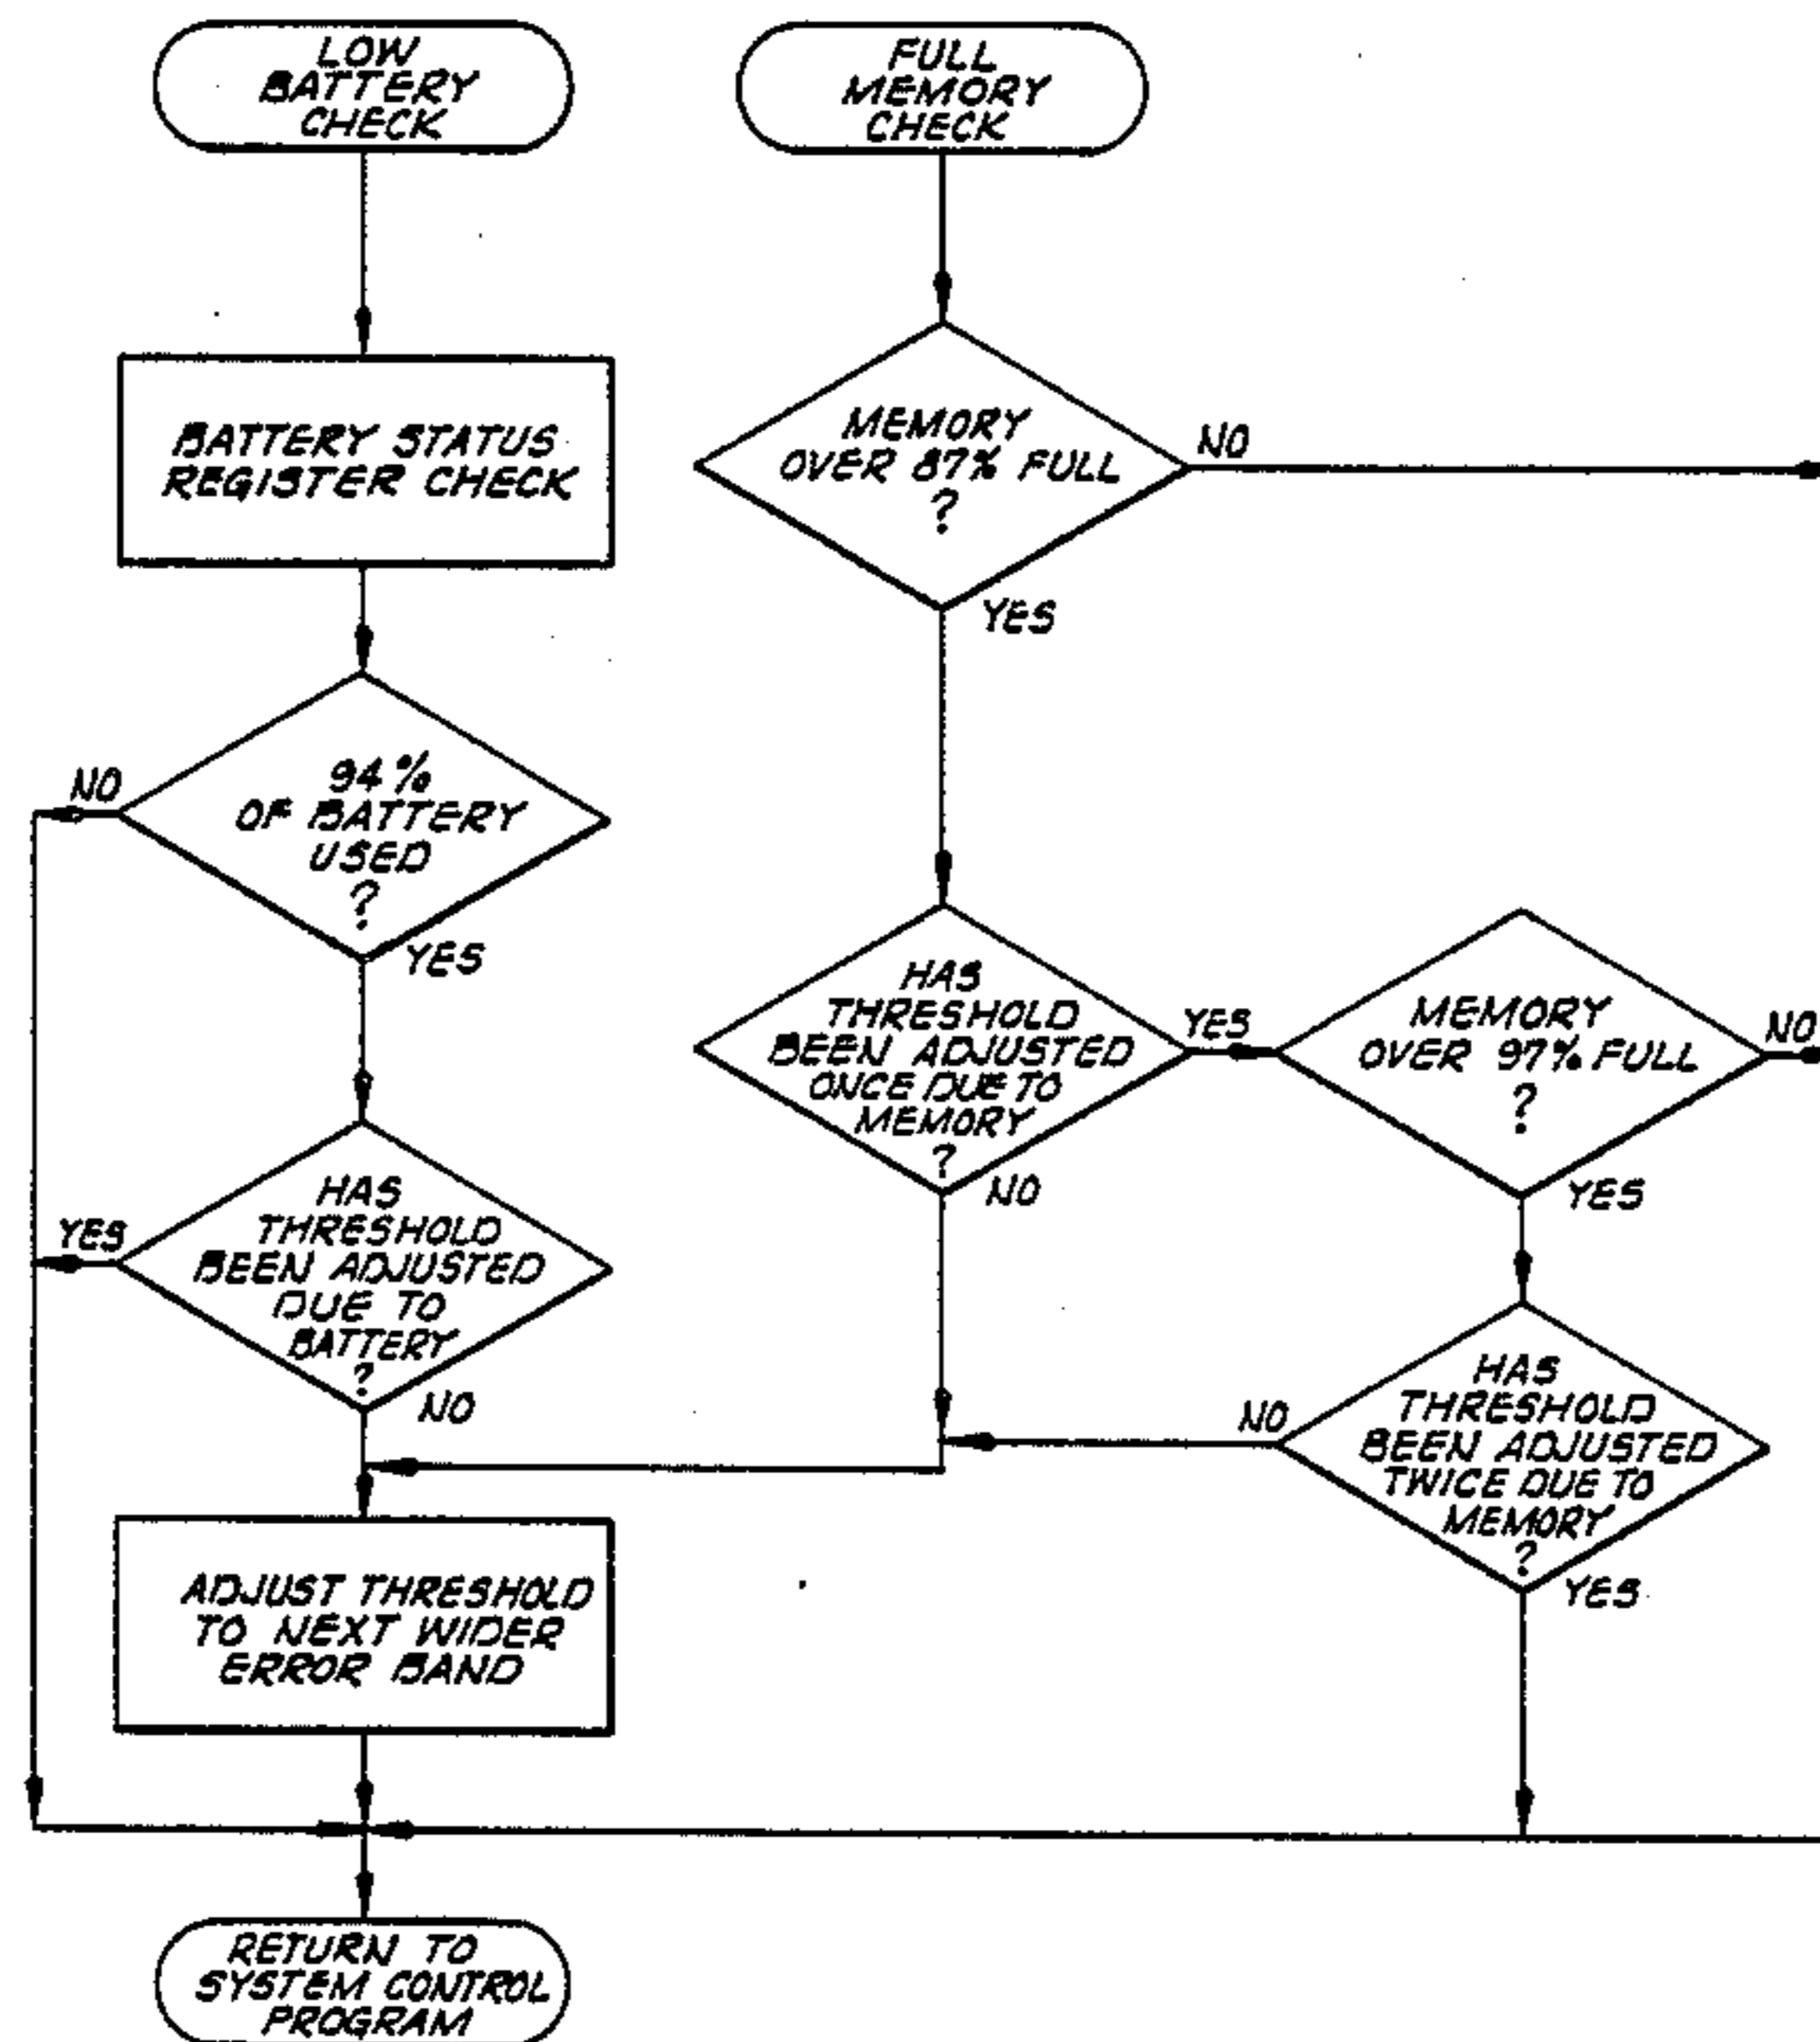 LOW
BATTERY
CHECK
FULL
MEMORY
CHECK
BATTERY STATUS
REGISTER CHECK
MEMORY
OVER 87% FULL
?
NO
YES
94%
OF BATTERY
USED
?
NO
YES
HAS
THRESHOLD
BEEN ADJUSTED
ONCE DUE TO
MEMORY
?
YES
NO
MEMORY
OVER 97% FULL
?
NO
YES
HAS
THRESHOLD
BEEN ADJUSTED
DUE TO
BATTERY
?
YES
NO
HAS
THRESHOLD
BEEN ADJUSTED
TWICE DUE TO
MEMORY
?
NO
YES
ADJUST THRESHOLD
TO NEXT WIDER
ERROR BAND
RETURN TO
SYSTEM CONTROL
PROGRAM